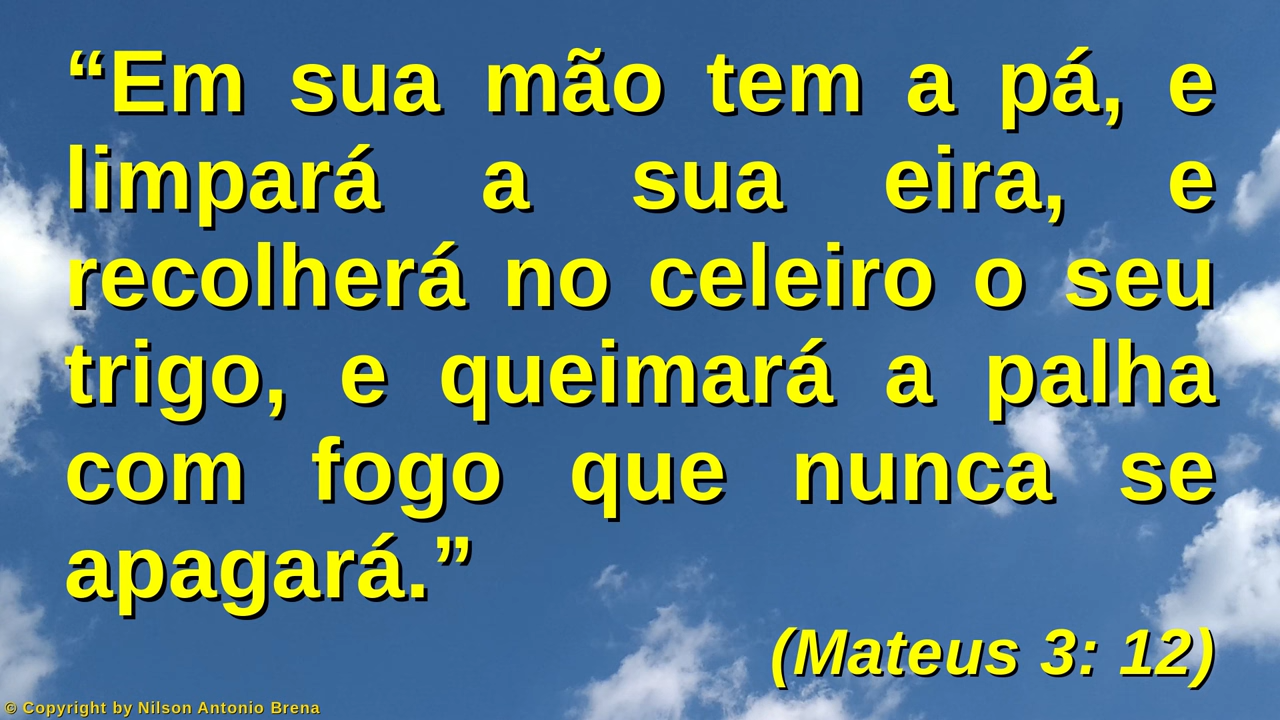 “Em sua mão tem a pá, e
limpará a sua eira, e
recolherá no celeiro o seu
trigo, e queimará a palha
com fogo que nunca se
apagará.”
(Mateus 3: 12)
© Copyright by Nilson Antonio Brena